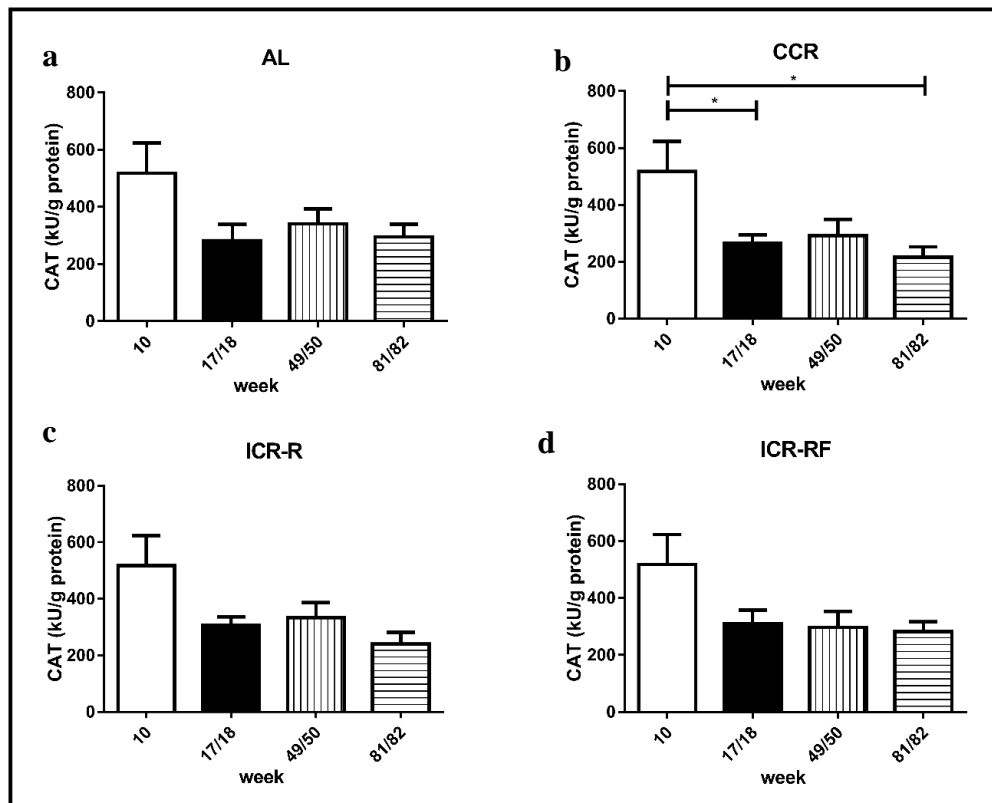 a
AL
CAT (kU/g protein)
800
600
400
200
0
10
17/18
49/50
81/82
week
b
CCR
*
*
CAT (kU/g protein)
800
600
400
200
0
10
17/18
49/50
81/82
week
c
ICR-R
CAT (kU/g protein)
800
600
400
200
0
10
17/18
49/50
81/82
week
d
ICR-RF
CAT (kU/g protein)
800
600
400
200
0
10
17/18
49/50
81/82
week